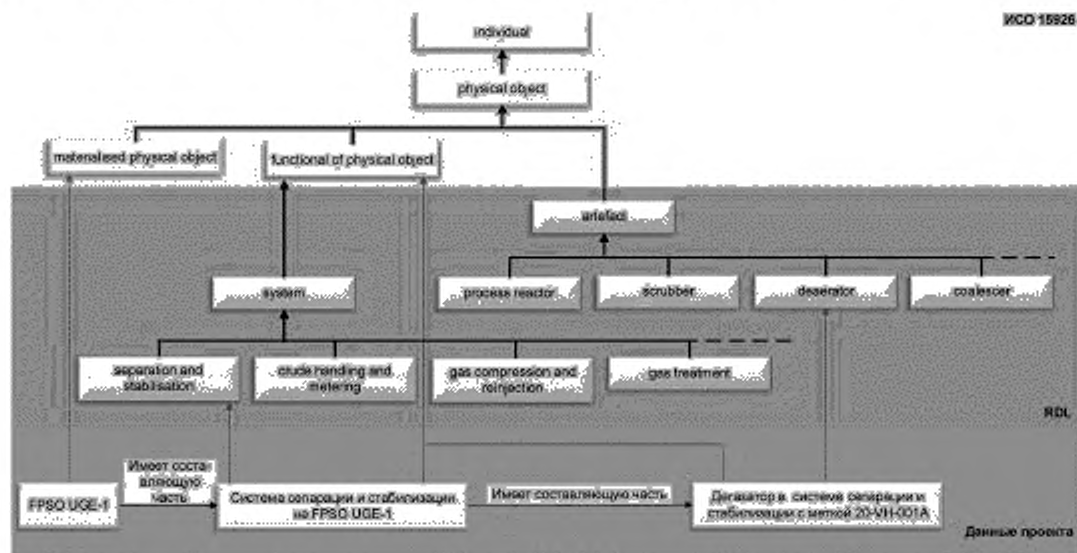 ИСО 15926
individual
physical object
materialised physical object
functional of physical object
artefact
system
process reactor
scrubber
deaerator
coalescer
separation and
stabilisation
crude handling and
metering
gas compression and
reinjection
gas treatment
RDL
Имеет соста-
вляющую
часть
FPSO UGE-1
Система сепарации и стабилизации
на FPSO UGE-1
Имеет составляющую часть
Дегазатор в системе сепарации и
стабилизации с меткой 20-VH-001A
Данные проекта